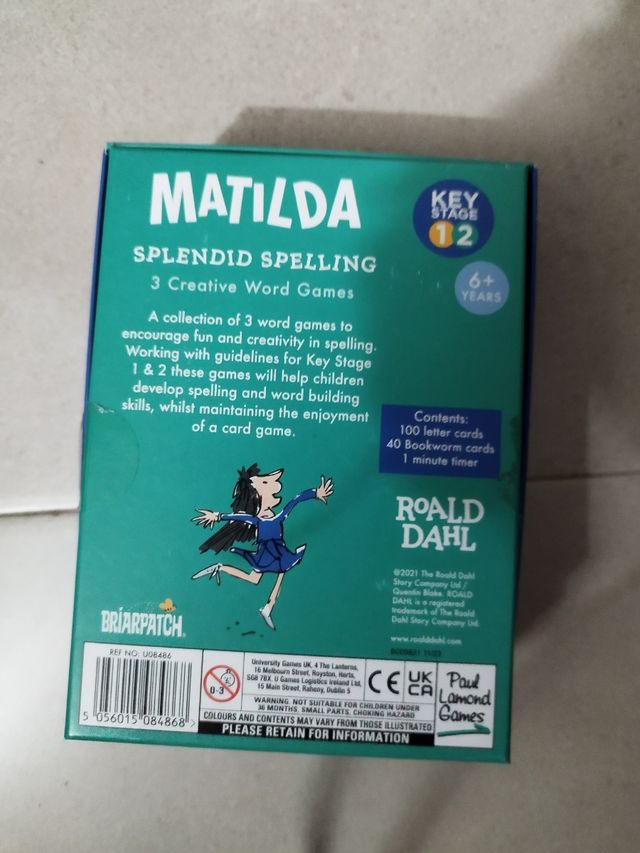 MATILDA
KEY
STAGE
1 2
SPLENDID SPELLING
3 Creative Word Games
6+
YEARS
A collection of 3 word games to
encourage fun and creativity in spelling.
Working with guidelines for Key Stage
1 & 2 these games will help children
develop spelling and word building
skills, whilst maintaining the enjoyment
of a card game.
Contents:
100 letter cards
40 Bookworm cards
1 minute timer
ROALD
DAHL
©2021 The Roald Dahl
Story Company Ltd /
Quentin Blake. ROALD
DAHL is a registered
trademark of The Roald
Dahl Story Company Ltd.
www.roalddahl.com
BRIARPATCH
REF NO: U08486
5 056015 084868 >
0-3
University Games UK, 4 The Lanterns,
16 Melbourn Street, Royston, Herts,
SG8 7BX. U Games Logistics Ireland Ltd,
15 Main Street, Raheny, Dublin 5
WARNING. NOT SUITABLE FOR CHILDREN UNDER
36 MONTHS. SMALL PARTS. CHOKING HAZARD
COLOURS AND CONTENTS MAY VARY FROM THOSE ILLUSTRATED
PLEASE RETAIN FOR INFORMATION
CE
UK
CA
Paul
Lamond
Games